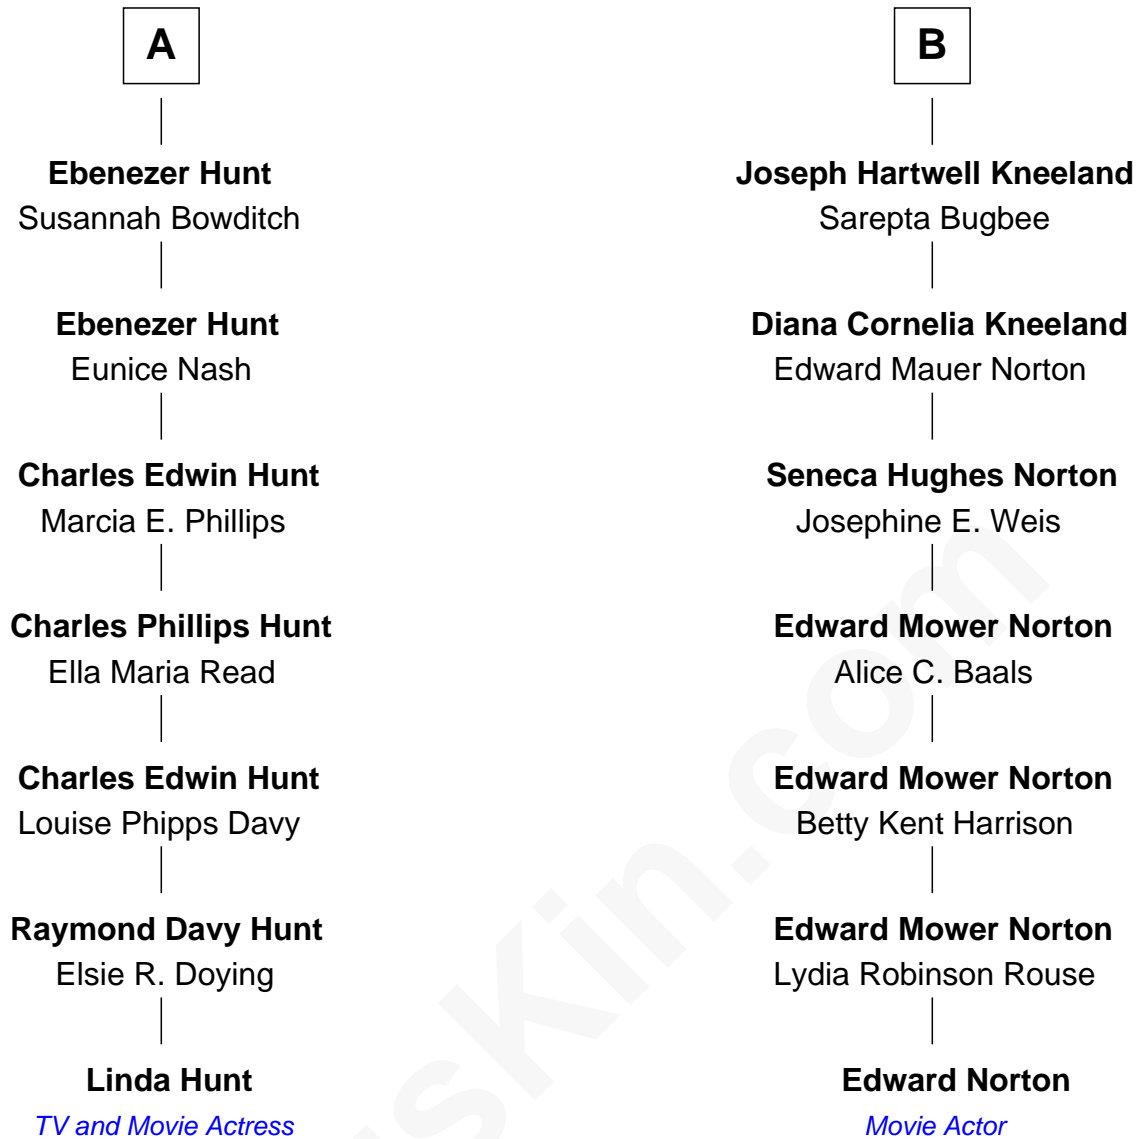 A
B
Ebenezer Hunt
Susannah Bowditch
Joseph Hartwell Kneeland
Sarepta Bugbee
Ebenezer Hunt
Eunice Nash
Diana Cornelia Kneeland
Edward Mauer Norton
Charles Edwin Hunt
Marcia E. Phillips
Seneca Hughes Norton
Josephine E. Weis
Charles Phillips Hunt
Ella Maria Read
Edward Mower Norton
Alice C. Baals
Charles Edwin Hunt
Louise Phipps Davy
Edward Mower Norton
Betty Kent Harrison
Raymond Davy Hunt
Elsie R. Doying
Edward Mower Norton
Lydia Robinson Rouse
Linda Hunt
TV and Movie Actress
Edward Norton
Movie Actor